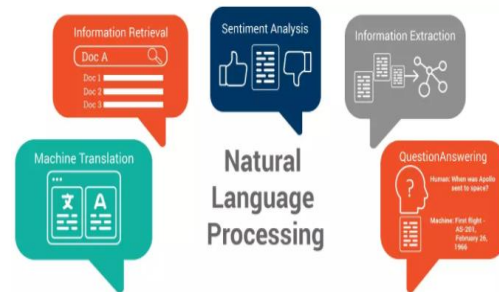 Information Retrieval
Doc A
Doc 1
Doc 2
Doc 3
Sentiment Analysis
Information Extraction
Machine Translation
文 A
Natural
Language
Processing
QuestionAnswering
Human: When was Apollo
sent to space?
Machine: First flight -
AS-201,
February 26,
1966